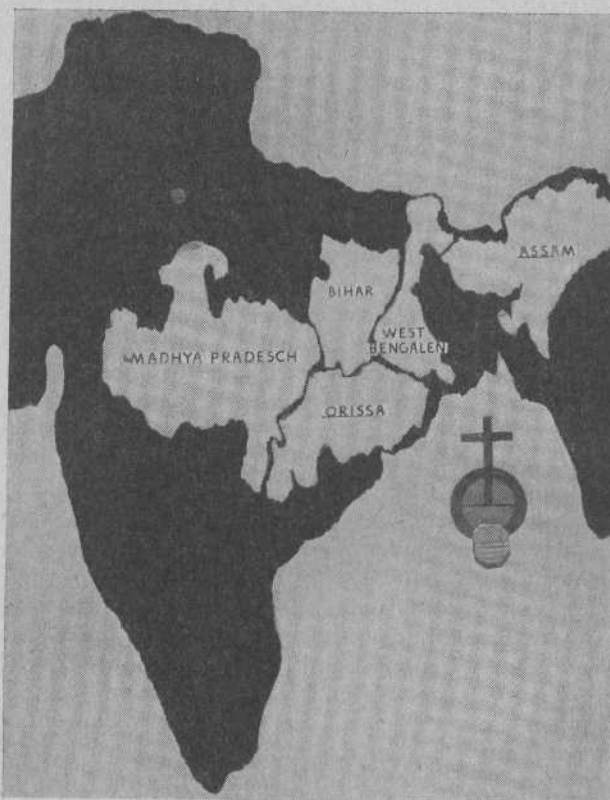 ASSAM
BIHAR
WEST
BENGALEN
MADHYA PRADESCH
ORISSA